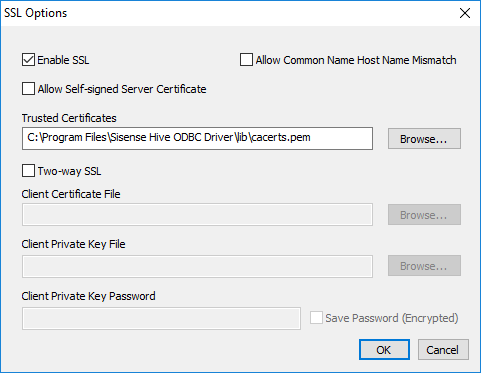 SSL Options
Enable SSL
Allow Common Name Host Name Mismatch
Allow Self-signed Server Certificate
Trusted Certificates
C:\Program Files\Sisense Hive ODBC Driver\lib\cacerts.pem
Browse...
Two-way SSL
Client Certificate File
Browse...
Client Private Key File
Browse...
Client Private Key Password
Save Password (Encrypted)
OK
Cancel